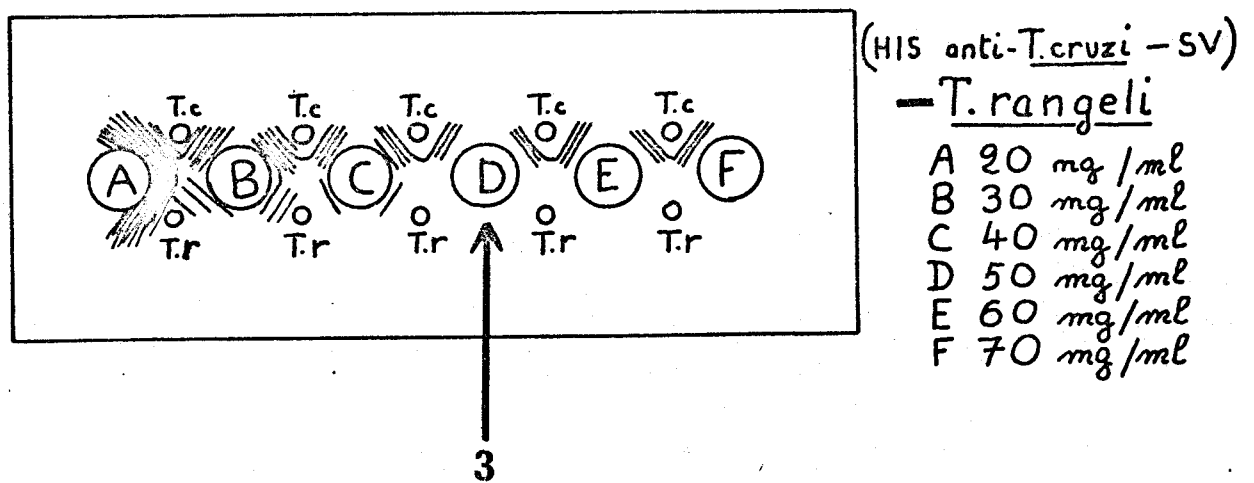 (HIS anti-T.cruzi – SV)
– T. rangeli
T.c T.c T.c T.c T.c
A B C D E F
T.r T.r T.r T.r T.r
A 20 mg/ml
B 30 mg/ml
C 40 mg/ml
D 50 mg/ml
E 60 mg/ml
F 70 mg/ml
3